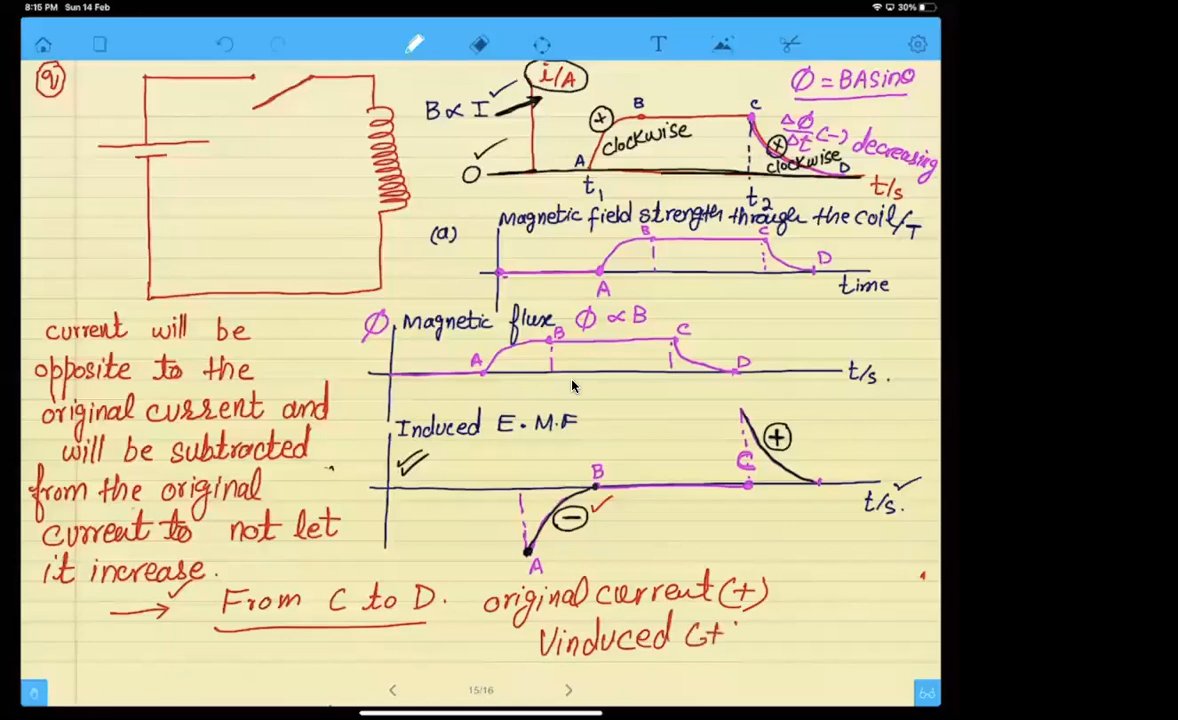 8:15 PM Sun 14 Feb
30%
T
9)
i/A
Φ = BAsinθ
B ∝ I
+
B
C
clockwise
ΔΦ/Δt (-) decreasing
+
clockwise
A
D
O
t1
t2
t/s
(a)
Magnetic field strength through the coil/T
B
C
D
A
time
Φ Magnetic flux Φ ∝ B
A
B
C
D
t/s.
Induced E.M.F
+
B
C
t/s.
-
A
current will be
opposite to the
original current and
will be subtracted
from the original
current to not let
it increase.
→ From C to D. original current (+)
Vinduced (+
15/16